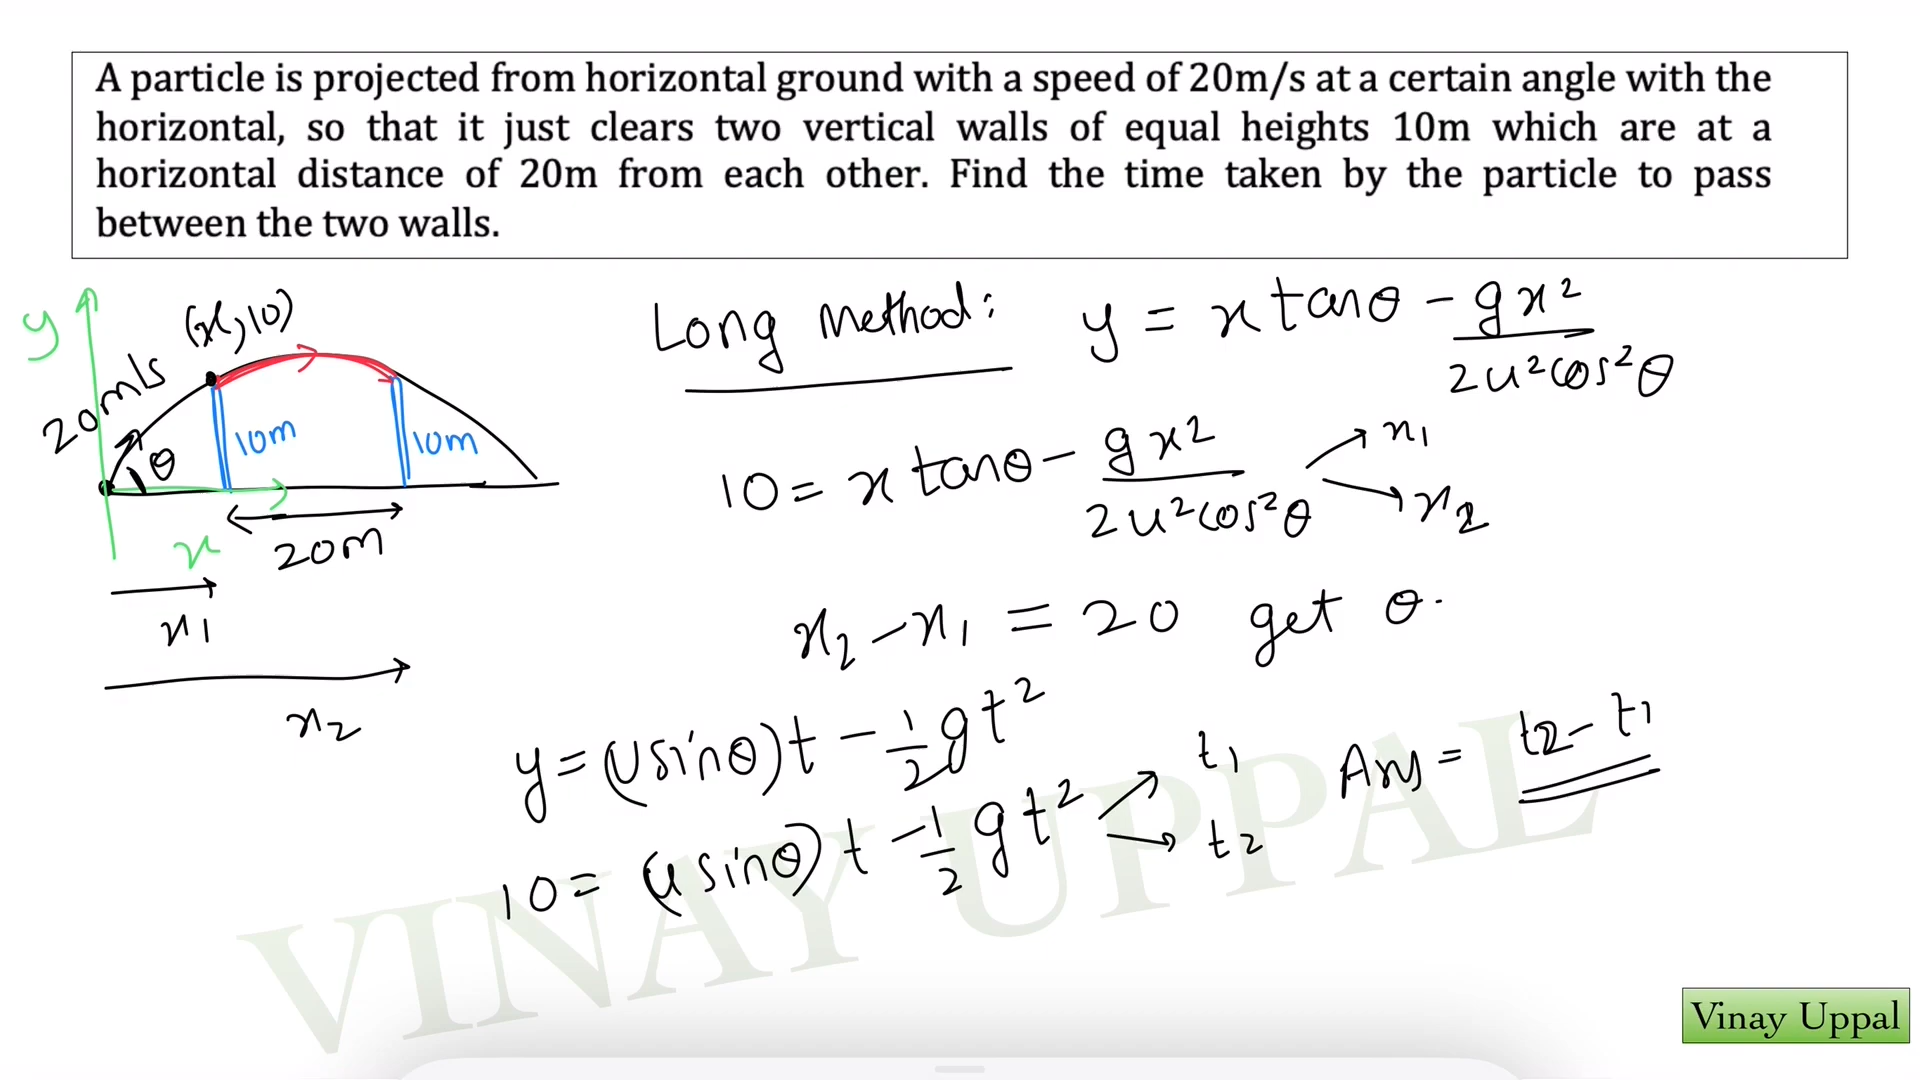 A particle is projected from horizontal ground with a speed of 20m/s at a certain angle with the
horizontal, so that it just clears two vertical walls of equal heights 10m which are at a
horizontal distance of 20m from each other. Find the time taken by the particle to pass
between the two walls.
y
(x,10)
20m/s
θ
10m
10m
20m
x
x₁
x₂
Long Method:
y = x tanθ - gx²/2u²cos²θ
10 = x tanθ - gx²/2u²cos²θ
x₁
x₂
x₂-x₁ = 20 get θ.
y = (usinθ)t - 1/2gt²
10 = (usinθ)t - 1/2gt²
t₁
t₂
Ans = t₂-t₁
VINAY UPPAL
Vinay Uppal